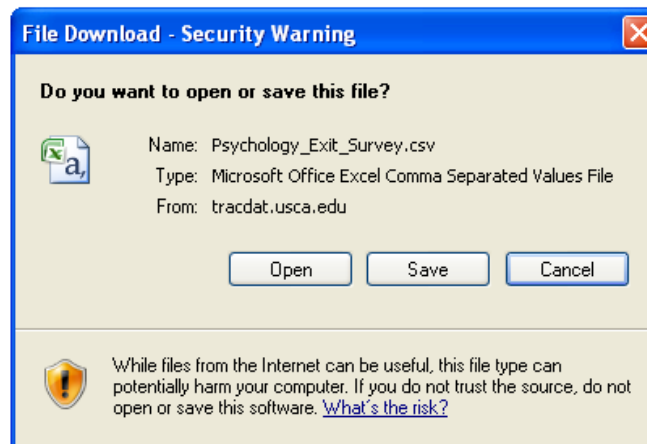 File Download - Security Warning
Do you want to open or save this file?
Name: Psychology_Exit_Survey.csv
Type: Microsoft Office Excel Comma Separated Values File
From: tracdat.usca.edu
Open Save Cancel
While files from the Internet can be useful, this file type can
potentially harm your computer. If you do not trust the source, do not
open or save this software. What's the risk?